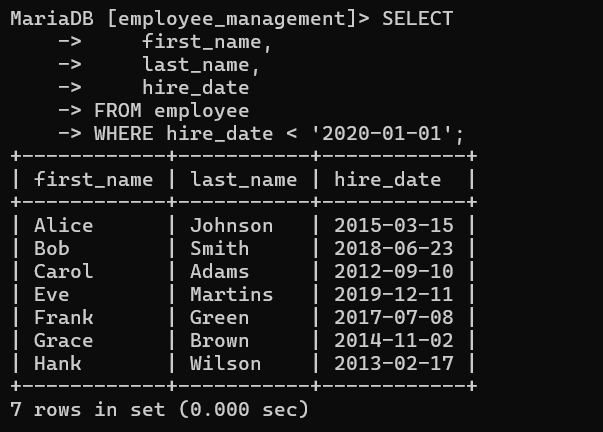 MariaDB [employee_management]> SELECT
    ->     first_name,
    ->     last_name,
    ->     hire_date
    -> FROM employee
    -> WHERE hire_date < '2020-01-01';
+------------+-----------+------------+
| first_name | last_name | hire_date  |
+------------+-----------+------------+
| Alice      | Johnson   | 2015-03-15 |
| Bob        | Smith     | 2018-06-23 |
| Carol      | Adams     | 2012-09-10 |
| Eve        | Martins   | 2019-12-11 |
| Frank      | Green     | 2017-07-08 |
| Grace      | Brown     | 2014-11-02 |
| Hank       | Wilson    | 2013-02-17 |
+------------+-----------+------------+
7 rows in set (0.000 sec)